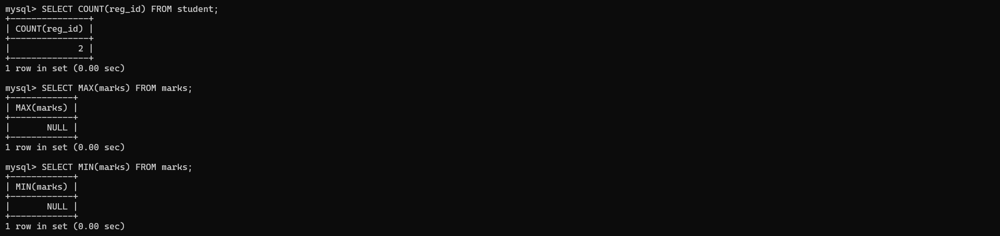 mysql> SELECT COUNT(reg_id) FROM student;
+---------------+
| COUNT(reg_id) |
+---------------+
|             2 |
+---------------+
1 row in set (0.00 sec)

mysql> SELECT MAX(marks) FROM marks;
+------------+
| MAX(marks) |
+------------+
|       NULL |
+------------+
1 row in set (0.00 sec)

mysql> SELECT MIN(marks) FROM marks;
+------------+
| MIN(marks) |
+------------+
|       NULL |
+------------+
1 row in set (0.00 sec)